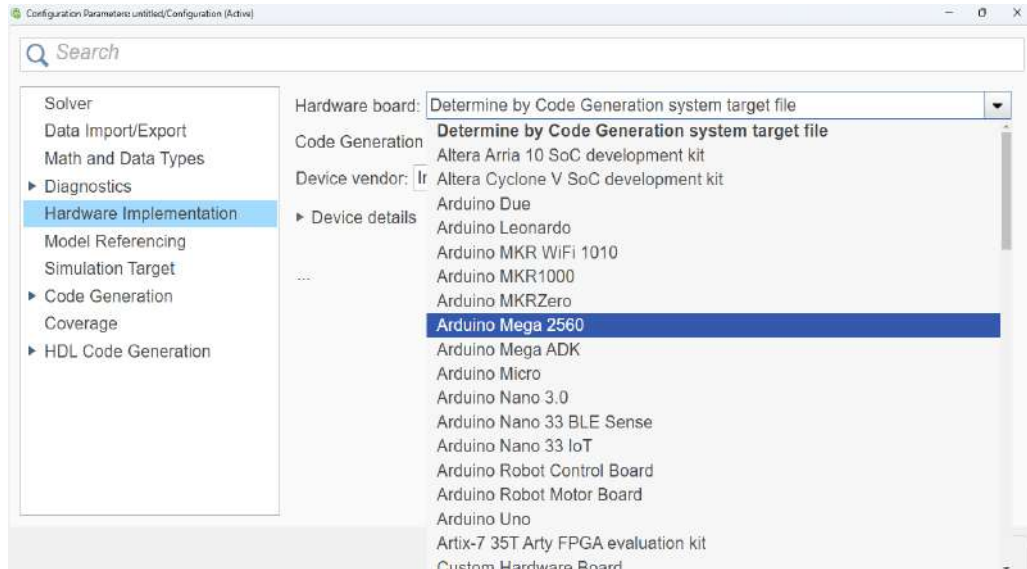 Configuration Parameters: untitled/Configuration (Active)
Search
Solver
Data Import/Export
Math and Data Types
Diagnostics
Hardware Implementation
Model Referencing
Simulation Target
Code Generation
Coverage
HDL Code Generation
Hardware board: Determine by Code Generation system target file
Code Generation
Device vendor: In
Device details
...
Determine by Code Generation system target file
Altera Arria 10 SoC development kit
Altera Cyclone V SoC development kit
Arduino Due
Arduino Leonardo
Arduino MKR WiFi 1010
Arduino MKR1000
Arduino MKRZero
Arduino Mega 2560
Arduino Mega ADK
Arduino Micro
Arduino Nano 3.0
Arduino Nano 33 BLE Sense
Arduino Nano 33 IoT
Arduino Robot Control Board
Arduino Robot Motor Board
Arduino Uno
Artix-7 35T Arty FPGA evaluation kit
Custom Hardware Board